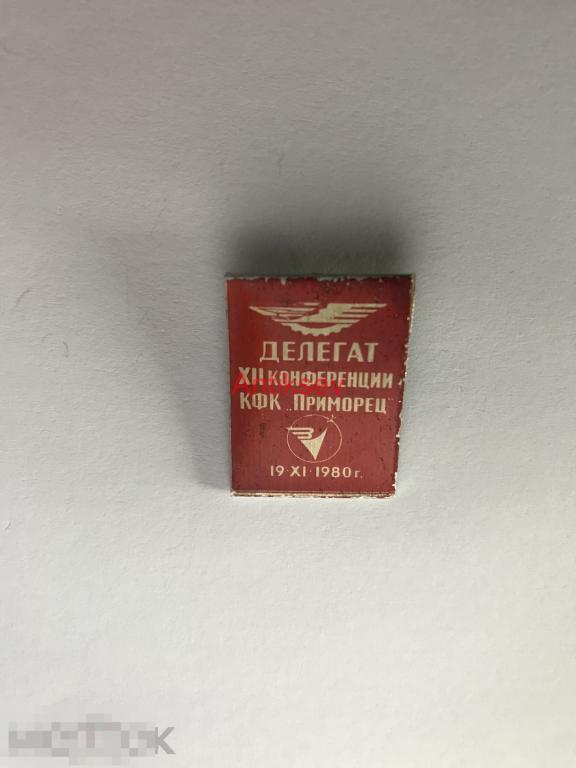 ДЕЛЕГАТ
XII КОНФЕРЕНЦИИ
КФК „ПРИМОРЕЦ"
19·XI·1980г.